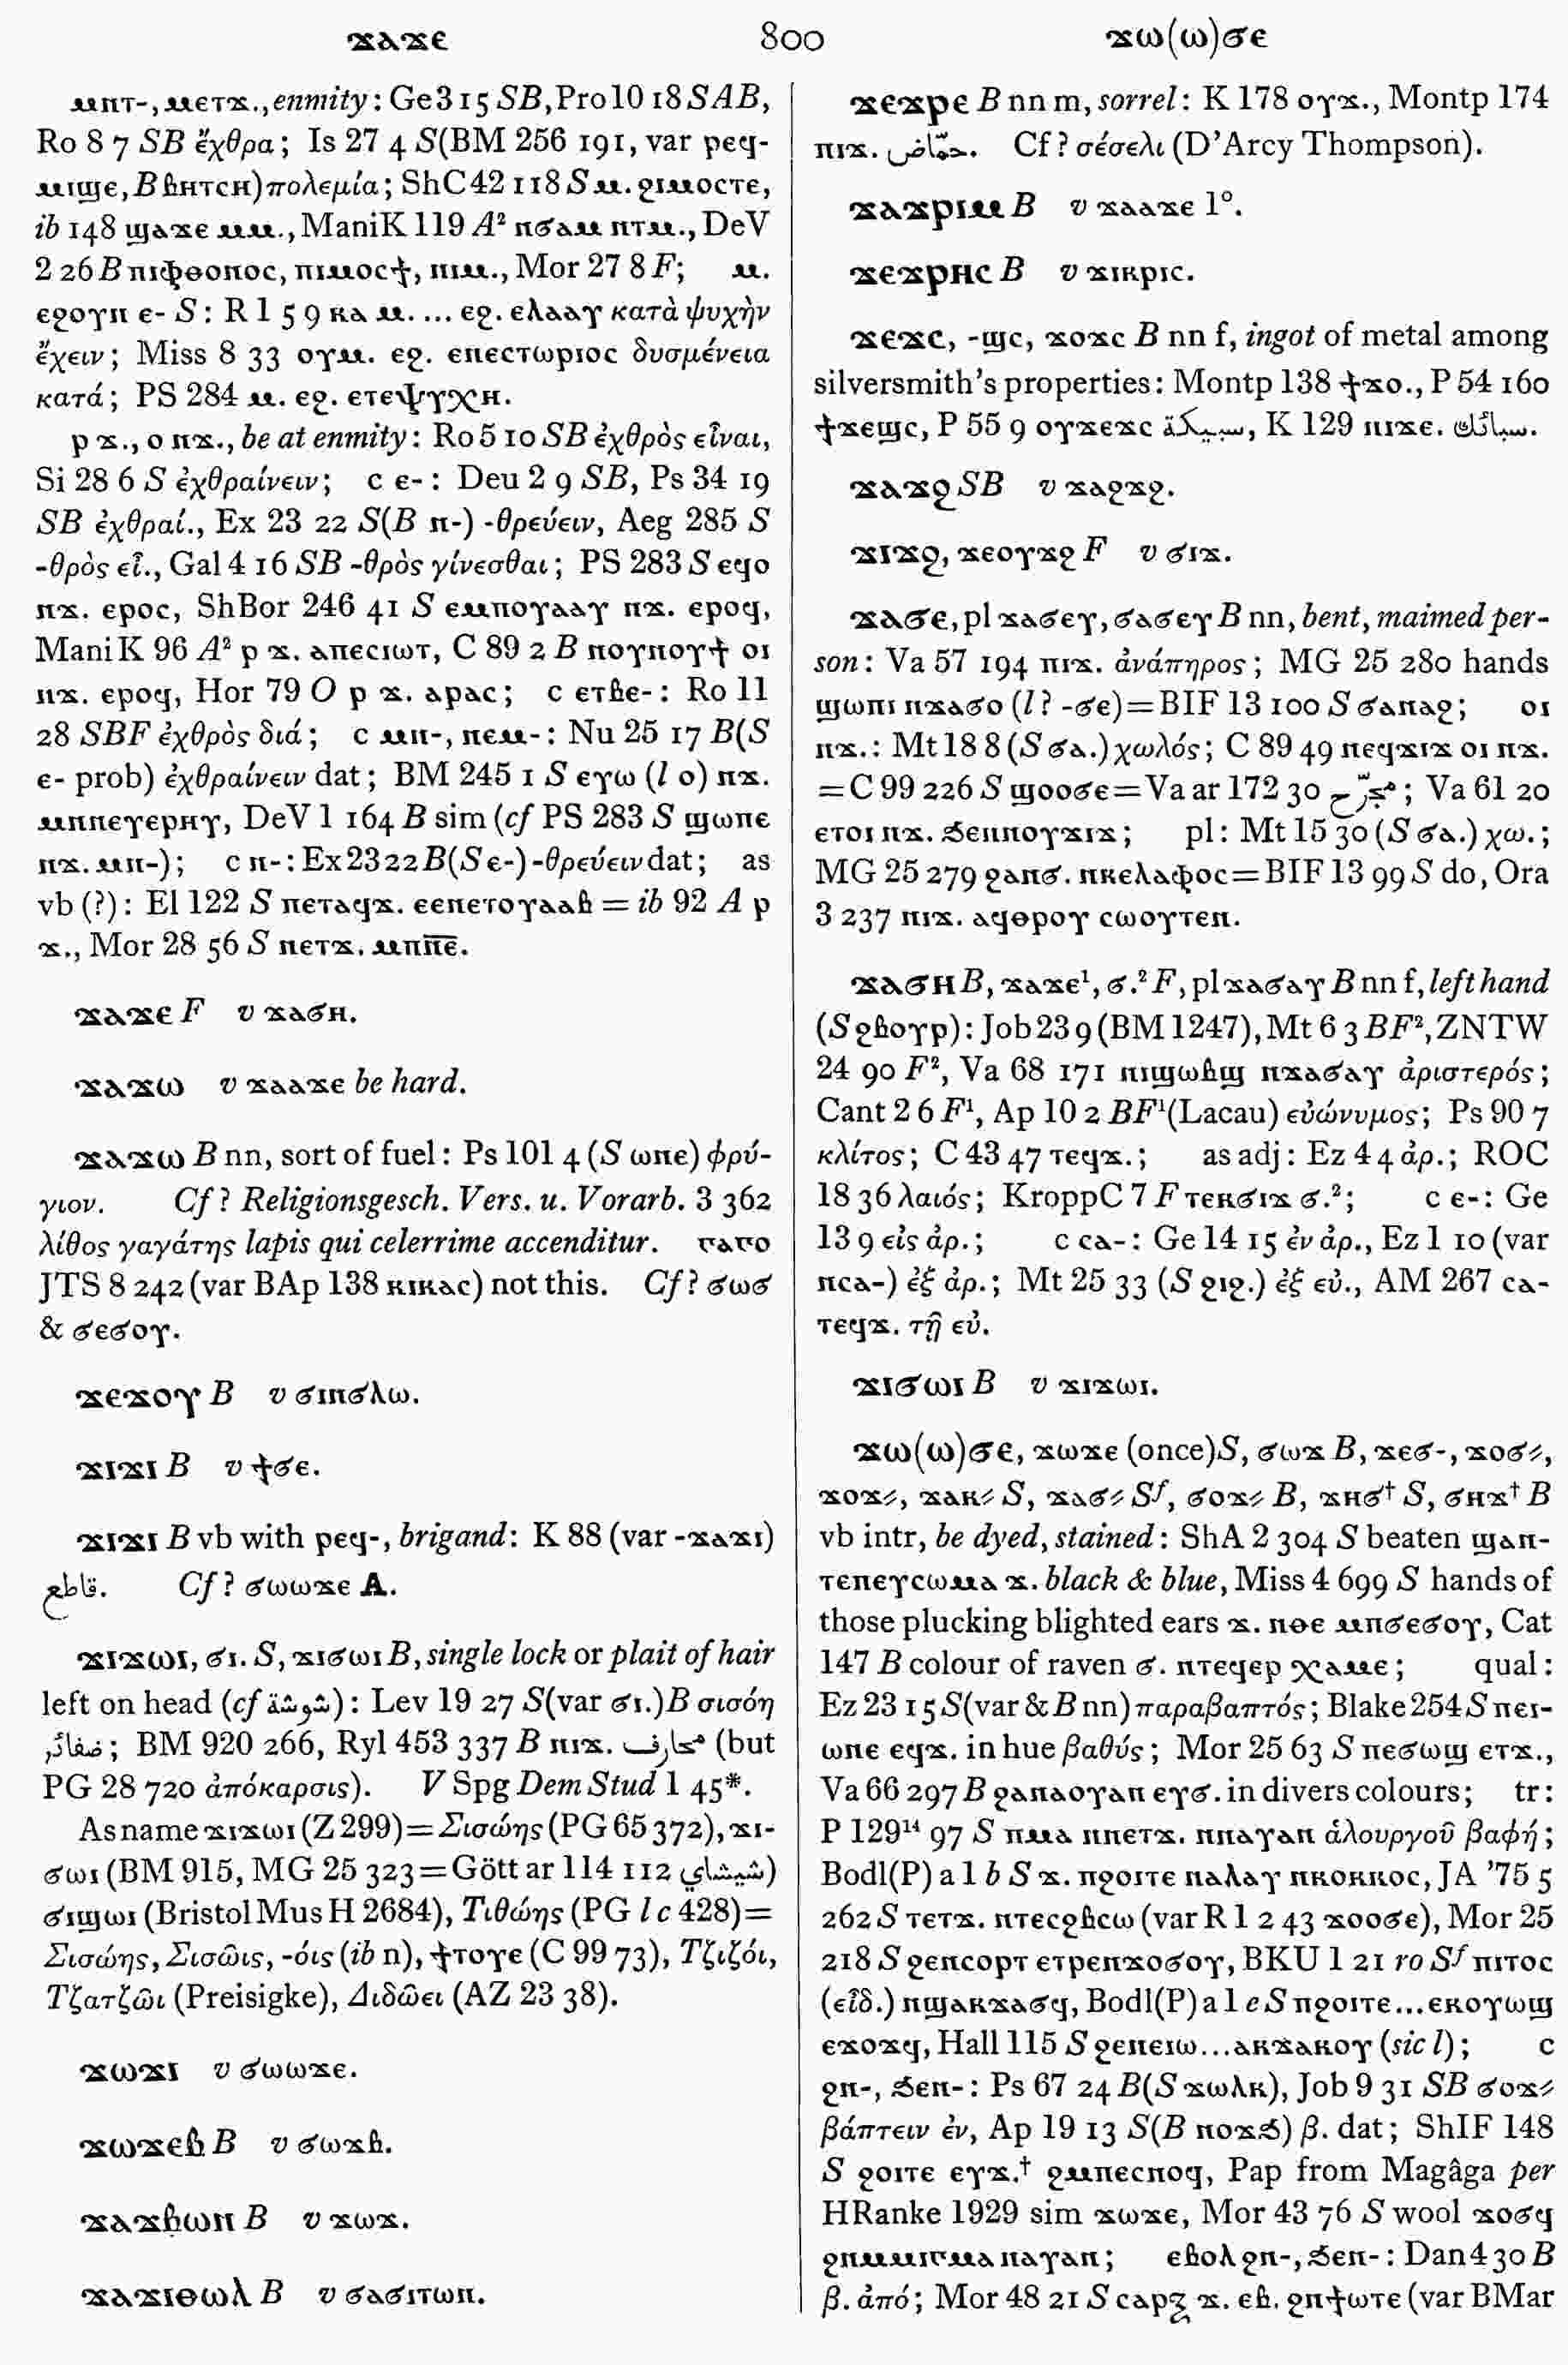 ϫⲁϫⲉ 800 ϫⲱ(ⲱ)ϭⲉ
ⲙⲛⲧ-, ⲙⲉⲧϫ., enmity: Ge 3 15 SB, Pro 10 18 SAB,
Ro 8 7 SB ἔχθρα; Is 27 4 S(BM 256 191, var ⲣⲉϥ-
ⲙⲓϣⲉ, B ⲃⲏⲧⲥⲏ) πολεμία; ShC 42 118 S ⲙ. ϩⲓⲙⲟⲥⲧⲉ,
ib 148 ϣⲁϫⲉ ⲙⲙ., ManiK 119 A² ⲛϭⲁⲙ ⲛⲧⲙ., DeV
2 26 B ⲛⲓⲫⲑⲟⲛⲟⲥ, ⲛⲓⲙⲟⲥϯ, ⲛⲓⲙ., Mor 27 8 F; ⲙ.
ⲉϩⲟⲩⲛ ⲉ- S: R 1 5 9 ⲕⲁ ⲙ. ... ⲉϩ. ⲉⲗⲁⲁⲩ κατὰ ψυχὴν
ἔχειν; Miss 8 33 ⲟⲩⲙ. ⲉϩ. ⲉⲛⲉⲥⲧⲱⲣⲓⲟⲥ δυσμένεια
κατά; PS 284 ⲙ. ⲉϩ. ⲉⲧⲉⲯⲩⲭⲏ.
ⲣ ϫ., ⲟ ⲛϫ., be at enmity: Ro 5 10 SB ἐχθρὸς εἶναι,
Si 28 6 S ἐχθραίνειν; c ⲉ-: Deu 2 9 SB, Ps 34 19
SB ἐχθραί., Ex 23 22 S(B ⲛ-) -θρεύειν, Aeg 285 S
-θρὸς εἶ., Gal 4 16 SB -θρὸς γίνεσθαι; PS 283 S ⲉϥⲟ
ⲛϫ. ⲉⲣⲟⲥ, ShBor 246 41 S ⲉⲙⲡⲟⲩⲁⲁⲩ ⲛϫ. ⲉⲣⲟϥ,
ManiK 96 A² ⲣ ϫ. ⲁⲡⲉⲥⲓⲱⲧ, C 89 2 B ⲛⲟⲩⲛⲟⲩϯ ⲟⲓ
ⲛϫ. ⲉⲣⲟϥ, Hor 79 O ⲣ ϫ. ⲁⲣⲁⲥ; c ⲉⲧⲃⲉ-: Ro 11
28 SBF ἐχθρὸς διά; c ⲙⲛ-, ⲛⲉⲙ-: Nu 25 17 B(S
ⲉ- prob) ἐχθραίνειν dat; BM 245 1 S ⲉⲩⲱ (l ⲟ) ⲛϫ.
ⲙⲛⲛⲉⲩⲉⲣⲏⲩ, DeV 1 164 B sim (cf PS 283 S ϣⲱⲡⲉ
ⲛϫ. ⲙⲛ-); c ⲛ-: Ex 23 22 B(S ⲉ-) -θρεύειν dat; as
vb (?): El 122 S ⲡⲉⲧⲁϥϫ. ⲉⲛⲉⲧⲟⲩⲁⲁⲃ = ib 92 A ⲣ
ϫ., Mor 28 56 S ⲡⲉⲧϫ. ⲙⲡⲛ̅ⲉ̅.
ϫⲁϫⲉ F v ϫⲁϭⲏ.
ϫⲁϫⲱ v ϫⲁⲁϫⲉ be hard.
ϫⲁϫⲱ B nn, sort of fuel: Ps 101 4 (S ⲱⲛⲉ) φρύ-
γιον. Cf ? Religionsgesch. Vers. u. Vorarb. 3 362
λίθος γαγάτης lapis qui celerrime accenditur. ⲅⲁⲅⲟ
JTS 8 242 (var BAp 138 ⲕⲓⲕⲁⲥ) not this. Cf ? ϭⲱϭ
& ϭⲉϭⲟⲩ.
ϫⲉϫⲟⲩ B v ϭⲓⲛϭⲗⲱ.
ϫⲓϫⲓ B v ϯϭⲉ.
ϫⲓϫⲓ B vb with ⲣⲉϥ-, brigand: K 88 (var -ϫⲁϫⲓ)
قاطع. Cf ? ϭⲱⲱϫⲉ A.
ϫⲓϫⲱⲓ, ϭⲓ. S, ϫⲓϭⲱⲓ B, single lock or plait of hair
left on head (cf شوشة): Lev 19 27 S(var ϭⲓ.)B σισόη
ضفائر; BM 920 266, Ryl 453 337 B ⲡⲓϫ. (but
PG 28 720 ἀπόκαρσις). V Spg Dem Stud 1 45*.
As name ϫⲓϫⲱⲓ (Z 299) = Σισώης (PG 65 372), ϫⲓ-
ϭⲱⲓ (BM 915, MG 25 323 = Gött ar 114 112 شيشاي)
ϭⲓϣⲱⲓ (Bristol Mus H 2684), Τιθώης (PG l c 428) =
Σισώης, Σισῶις, -όις (ib n), ϯⲧⲟⲩⲉ (C 99 73), Τζιζόι,
Τζατζῶι (Preisigke), Διδῶει (AZ 23 38).
ϫⲱϫⲓ v ϭⲱⲱϫⲉ.
ϫⲱϫⲉⲃ B v ϭⲱϫⲃ.
ϫⲁϫⲃⲱⲛ B v ϫⲱϫ.
ϫⲁϫⲓⲑⲱⲗ B v ϭⲁϭⲓⲧⲱⲛ.
ϫⲉϫⲣⲉ B nn m, sorrel: K 178 ⲟⲩϫ., Montp 174
ⲡⲓϫ. حمّاض. Cf ? σέσελι (D'Arcy Thompson).
ϫⲁϫⲣⲓⲙ B v ϫⲁⲁϫⲉ 1°.
ϫⲉϫⲣⲏⲥ B v ϫⲓⲕⲣⲓⲥ.
ϫⲉϫⲥ, -ϣⲥ, ϫⲟϫⲥ B nn f, ingot of metal among
silversmith's properties: Montp 138 ϯϫⲟ., P 54 160
ϯϫⲉϣⲥ, P 55 9 ⲟⲩϫⲉϫⲥ سبيكة, K 129 ⲛⲓϫⲉ. سبائك.
ϫⲁϫϩ SB v ϫⲁϩϫϩ.
ϫⲓϫϩ, ϫⲉⲟⲩϫϩ F v ϭⲓϫ.
ϫⲁϭⲉ, pl ϫⲁϭⲉⲩ, ϭⲁϭⲉⲩ B nn, bent, maimed per-
son: Va 57 194 ⲡⲓϫ. ἀνάπηρος; MG 25 280 hands
ϣⲱⲡⲓ ⲛϫⲁϭⲟ (l ? -ϭⲉ) = BIF 13 100 S ϭⲁⲛⲁϩ; ⲟⲓ
ⲛϫ.: Mt 18 8 (S ϭⲁ.) χωλός; C 89 49 ⲛⲉϥϫⲓϫ ⲟⲓ ⲛϫ.
= C 99 226 S ϣⲟⲟϭⲉ = Va ar 172 30; Va 61 20
ⲉⲧⲟⲓ ⲛϫ. ϧⲉⲛⲛⲟⲩϫⲓϫ; pl: Mt 15 30 (S ϭⲁ.) χω.;
MG 25 279 ϩⲁⲛϭ. ⲛⲕⲉⲗⲁⲫⲟⲥ = BIF 13 99 S do, Ora
3 237 ⲛⲓϫ. ⲁϥⲑⲣⲟⲩ ⲥⲱⲟⲩⲧⲉⲛ.
ϫⲁϭⲏ B, ϫⲁϫⲉ¹, ϭ.² F, pl ϫⲁϭⲁⲩ B nn f, left hand
(S ϩⲃⲟⲩⲣ): Job 23 9 (BM 1247), Mt 6 3 BF², ZNTW
24 90 F², Va 68 171 ⲛⲓϣⲱⲃϣ ⲛϫⲁϭⲁⲩ ἀριστερός;
Cant 2 6 F¹, Ap 10 2 BF¹ (Lacau) εὐώνυμος; Ps 90 7
κλίτος; C 43 47 ⲧⲉϥϫ.; as adj: Ez 4 4 ἀρ.; ROC
18 36 λαιός; KroppC 7 F ⲧⲉⲕϭⲓϫ ϭ.²; c ⲉ-: Ge
13 9 εἰς ἀρ.; c ⲥⲁ-: Ge 14 15 ἐν ἀρ., Ez 1 10 (var
ⲛⲥⲁ-) ἐξ ἀρ.; Mt 25 33 (S ϩⲓϩ.) ἐξ εὐ., AM 267 ⲥⲁ-
ⲧⲉϥϫ. τῇ εὐ.
ϫⲓϭⲱⲓ B v ϫⲓϫⲱⲓ.
ϫⲱ(ⲱ)ϭⲉ, ϫⲱϫⲉ (once) S, ϭⲱϫ B, ϫⲉϭ-, ϫⲟϭ⸗,
ϫⲟϫ⸗, ϫⲁⲕ⸗ S, ϫⲁϭ⸗ Sᶠ, ϭⲟϫ⸗ B, ϫⲏϭ† S, ϭⲏϫ† B
vb intr, be dyed, stained: ShA 2 304 S beaten ϣⲁⲛ-
ⲧⲉⲡⲉⲩⲥⲱⲙⲁ ϫ. black & blue, Miss 4 699 S hands of
those plucking blighted ears ϫ. ⲛⲑⲉ ⲙⲡϭⲉϭⲟⲩ, Cat
147 B colour of raven ϭ. ⲛⲧⲉϥⲉⲣ ⲭⲁⲙⲉ; qual:
Ez 23 15 S(var & B nn) παραβαπτός; Blake 254 S ⲡⲉⲓ-
ⲱⲛⲉ ⲉϥϫ. in hue βαθύς; Mor 25 63 S ⲡⲉϭⲱϣ ⲉⲧϫ.,
Va 66 297 B ϩⲁⲛⲁⲟⲩⲁⲛ ⲉⲩϭ. in divers colours; tr:
P 129¹⁴ 97 S ⲡⲙⲁ ⲛⲛⲉⲧϫ. ⲛⲛⲁⲩⲁⲛ ἁλουργοῦ βαφή;
Bodl(P) a 1 b S ϫ. ⲛϩⲟⲓⲧⲉ ⲛⲁⲗⲁⲩ ⲛⲕⲟⲕⲕⲟⲥ, JA '75 5
262 S ⲧⲉⲧϫ. ⲛⲧⲉⲥϩⲃⲥⲱ (var R 1 2 43 ϫⲟⲟϭⲉ), Mor 25
218 S ϩⲉⲛⲥⲟⲣⲧ ⲉⲧⲣⲉⲛϫⲟϭⲟⲩ, BKU 1 21 ro Sᶠ ⲡⲓⲧⲟⲥ
(εἶδ.) ⲛϣⲁⲕϫⲁϭϥ, Bodl(P) a 1 e S ⲛϩⲟⲓⲧⲉ...ⲉⲕⲟⲩⲱϣ
ⲉϫⲟϫϥ, Hall 115 S ϩⲉⲛⲉⲓⲱ...ⲁⲕϫⲁⲕⲟⲩ (sic l); c
ϩⲛ-, ϧⲉⲛ-: Ps 67 24 B(S ϫⲱⲗⲕ), Job 9 31 SB ϭⲟϫ⸗
βάπτειν ἐν, Ap 19 13 S(B ⲛⲟϫϧ) β. dat; ShIF 148
S ϩⲟⲓⲧⲉ ⲉⲩϫ.† ϩⲙⲡⲉⲥⲛⲟϥ, Pap from Magâga per
HRanke 1929 sim ϫⲱϫⲉ, Mor 43 76 S wool ϫⲟϭϥ
ϩⲛⲙⲙⲓⲅⲙⲁ ⲛⲁⲩⲁⲛ; ⲉⲃⲟⲗ ϩⲛ-, ϧⲉⲛ-: Dan 4 30 B
β. ἀπό; Mor 48 21 S ⲥⲁⲣⲝ ϫ. ⲉⲃ. ϩⲛϯⲱⲧⲉ (var BMar